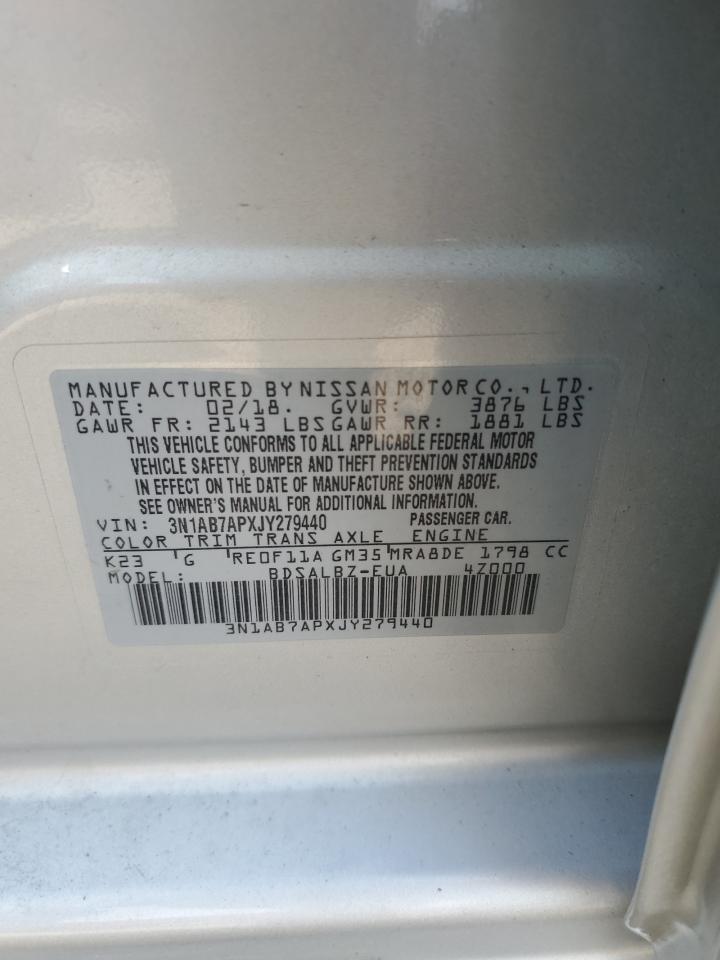 MANUFACTURED BY NISSAN MOTOR CO., LTD.
DATE: 02/18. GVWR: 3876 LBS
GAWR FR: 2143 LBS GAWR RR: 1881 LBS
THIS VEHICLE CONFORMS TO ALL APPLICABLE FEDERAL MOTOR
VEHICLE SAFETY, BUMPER AND THEFT PREVENTION STANDARDS
IN EFFECT ON THE DATE OF MANUFACTURE SHOWN ABOVE.
SEE OWNER'S MANUAL FOR ADDITIONAL INFORMATION.
VIN: 3N1AB7APXJY279440 PASSENGER CAR.
COLOR TRIM TRANS AXLE ENGINE
K23 G RE0F11A GM35 MRA8DE 1798 CC
MODEL: BDSALBZ-EUA 4Z000
3N1AB7APXJY279440